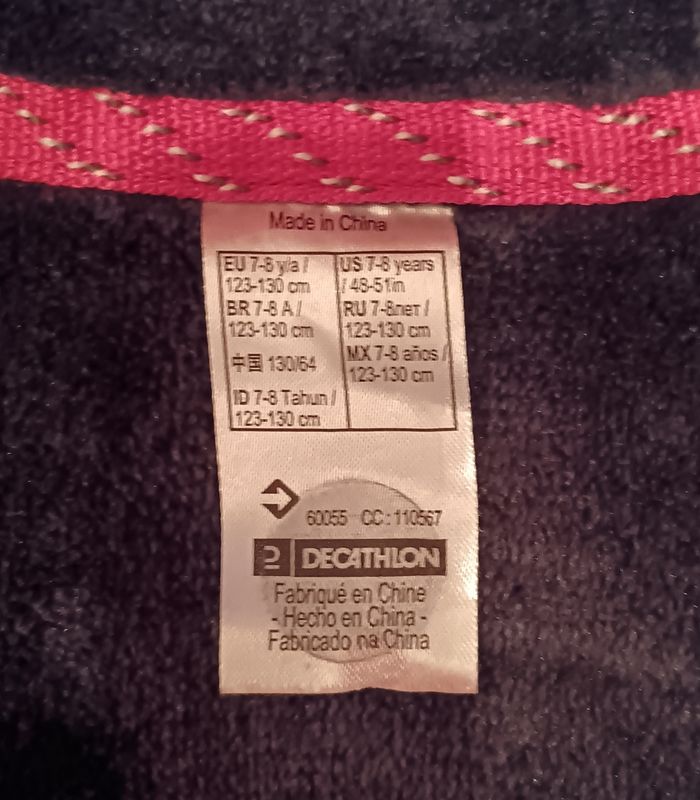 Made in China
EU 7-8 y/a /
123-130 cm
BR 7-8 A /
123-130 cm
中国 130/64
ID 7-8 Tahun /
123-130 cm
US 7-8 years
/ 48-51in
RU 7-8лет /
123-130 cm
MX 7-8 años /
123-130 cm
60055 CC : 110567
DECATHLON
Fabriqué en Chine
- Hecho en China -
Fabricado na China